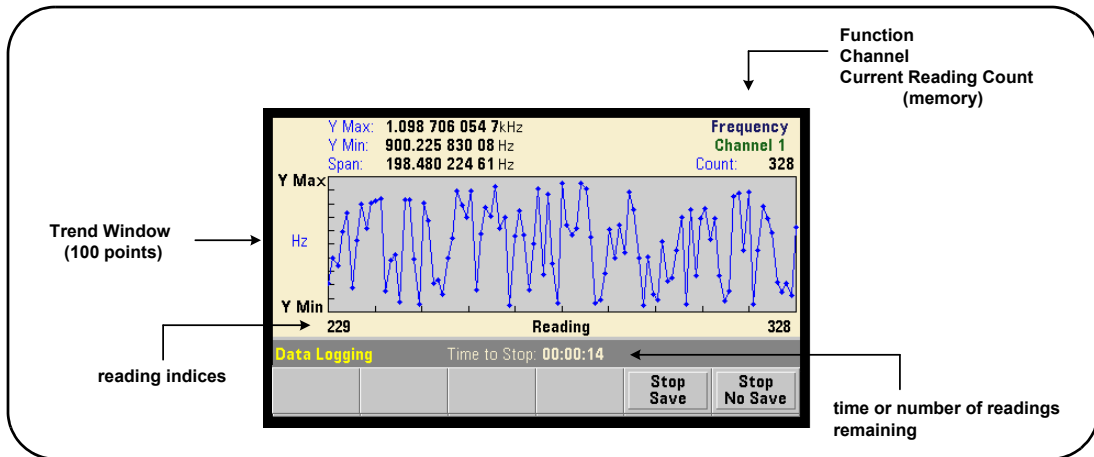 Function
Channel
Current Reading Count
(memory)
Y Max: 1.098 706 054 7kHz
Frequency
Y Min: 900.225 830 08 Hz
Channel 1
Span: 198.480 224 61 Hz
Count: 328
Y Max
Trend Window
(100 points)
Hz
Y Min
229 Reading 328
Data Logging Time to Stop: 00:00:14
reading indices
Stop
Save
Stop
No Save
time or number of readings
remaining